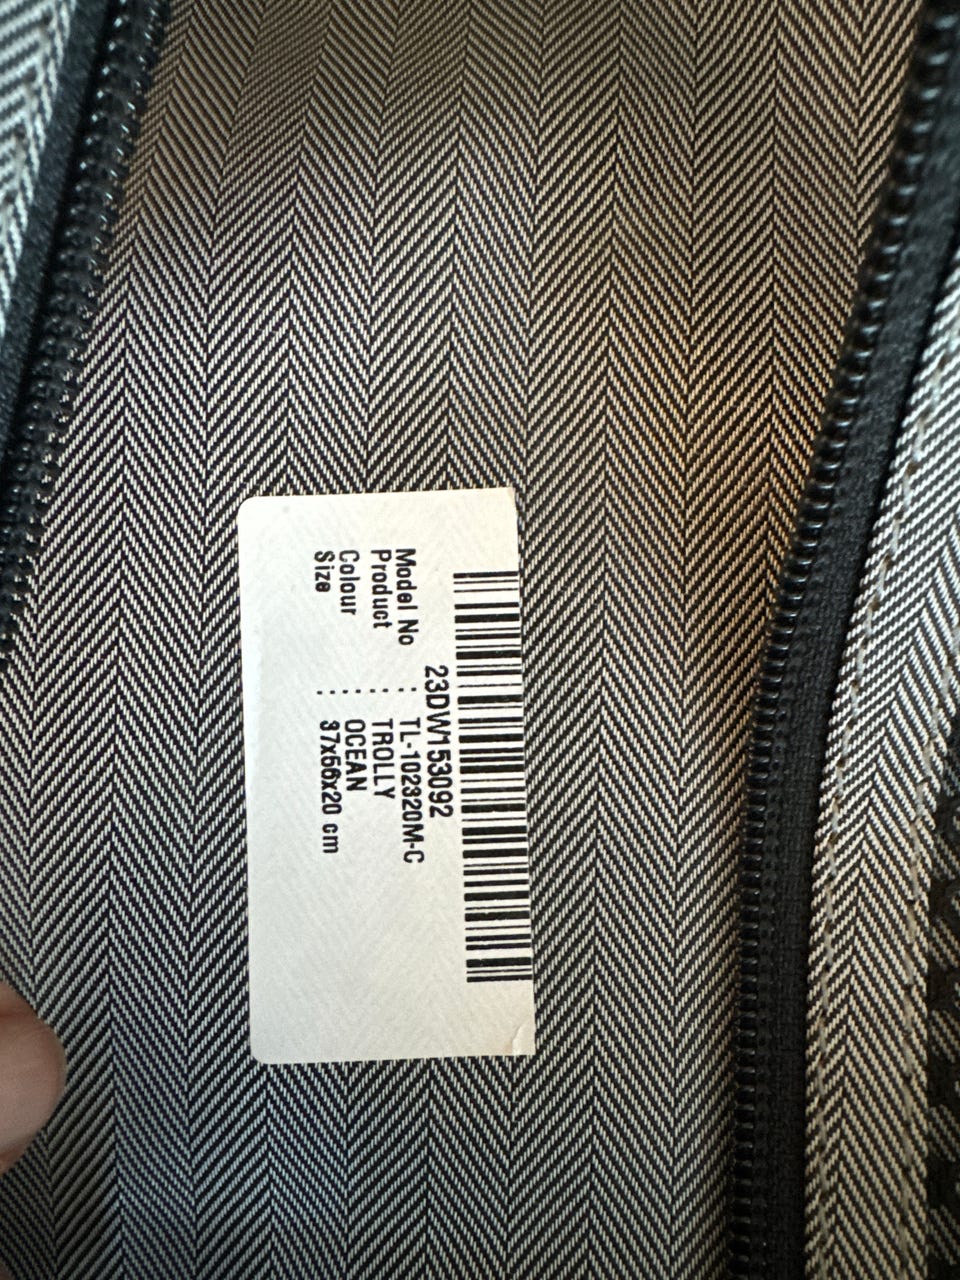 23DW153092
Model No : TL-102320M-C
Product : TROLLY
Colour : OCEAN
Size : 37x56x20 cm